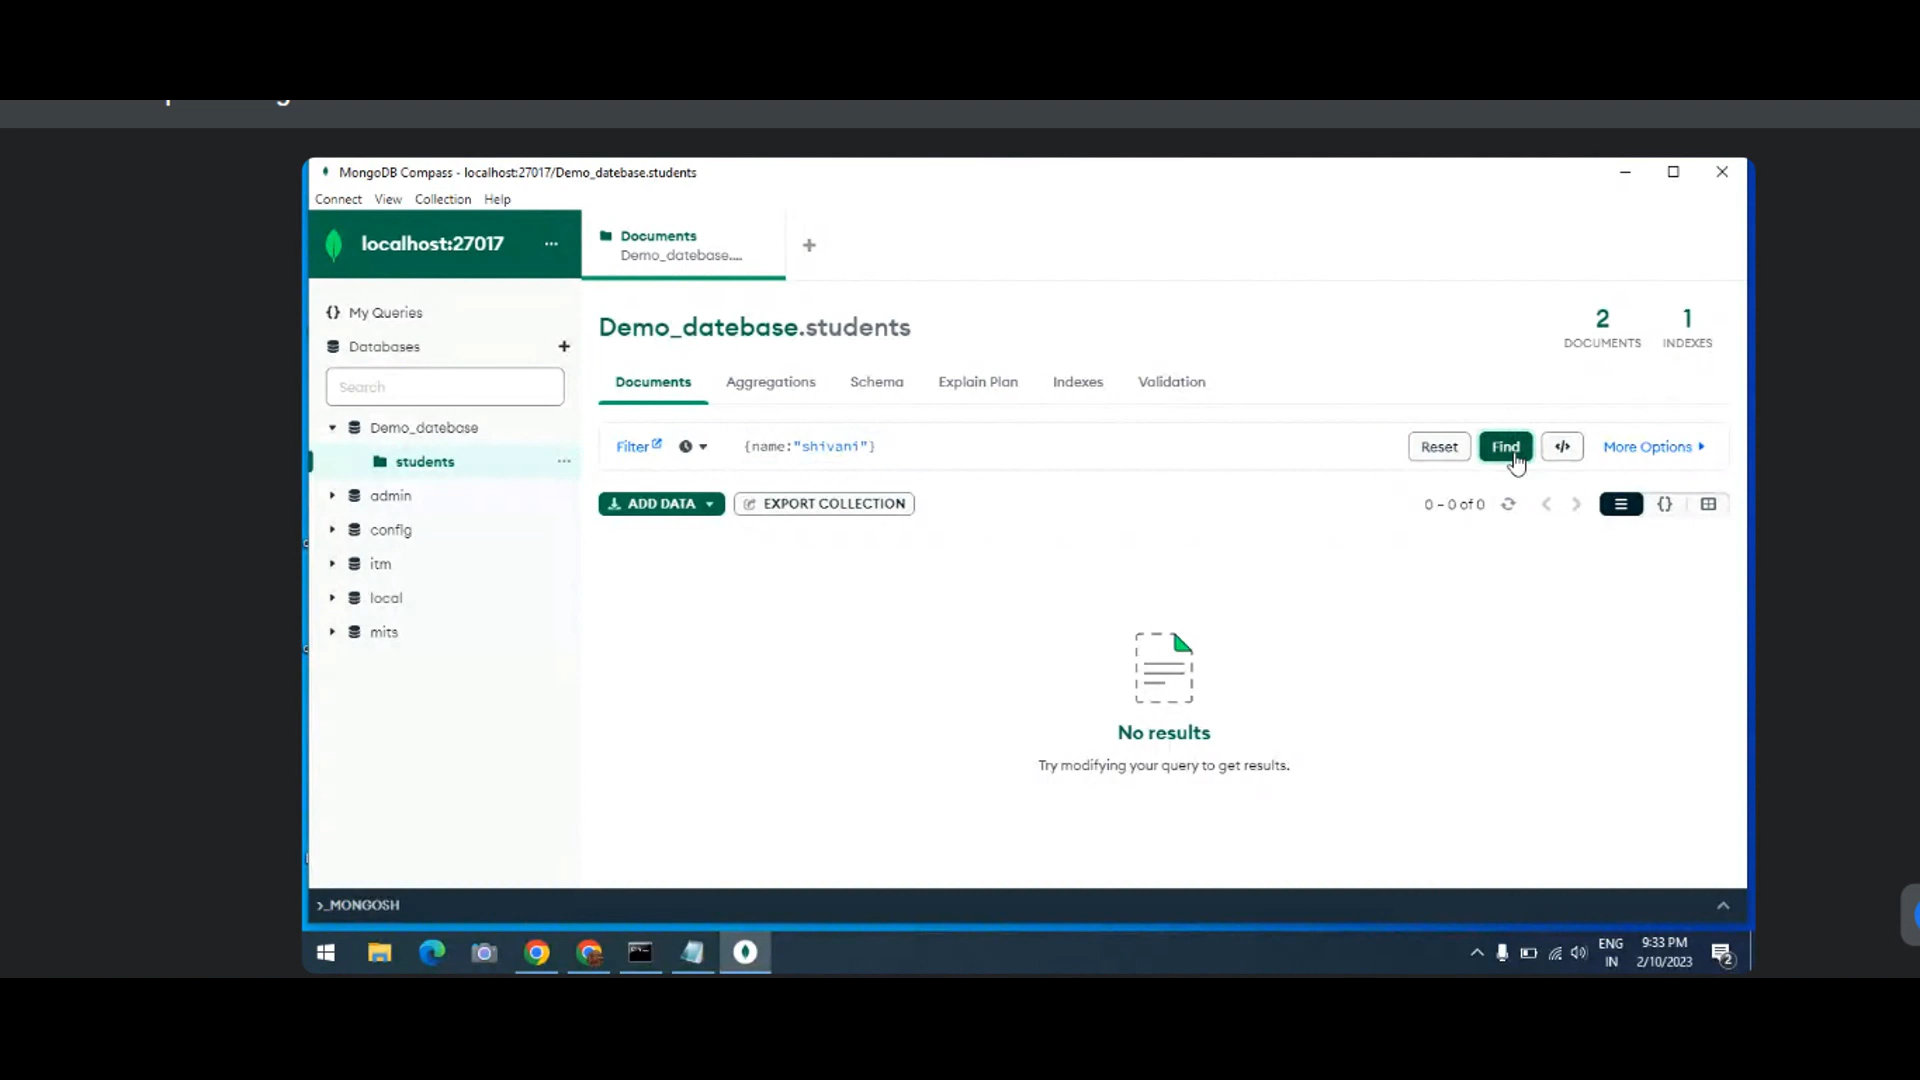 MongoDB Compass - localhost:27017/Demo_datebase.students
Connect View Collection Help
localhost:27017 ...
Documents
Demo_datebase....
My Queries
Databases
Search
Demo_datebase
students
admin
config
itm
local
mits
Demo_datebase.students
2
DOCUMENTS
1
INDEXES
Documents Aggregations Schema Explain Plan Indexes Validation
Filter {name:"shivani"} Reset Find </> More Options
ADD DATA EXPORT COLLECTION 0 – 0 of 0 {}
No results
Try modifying your query to get results.
>_MONGOSH
ENG
IN
9:33 PM
2/10/2023
2